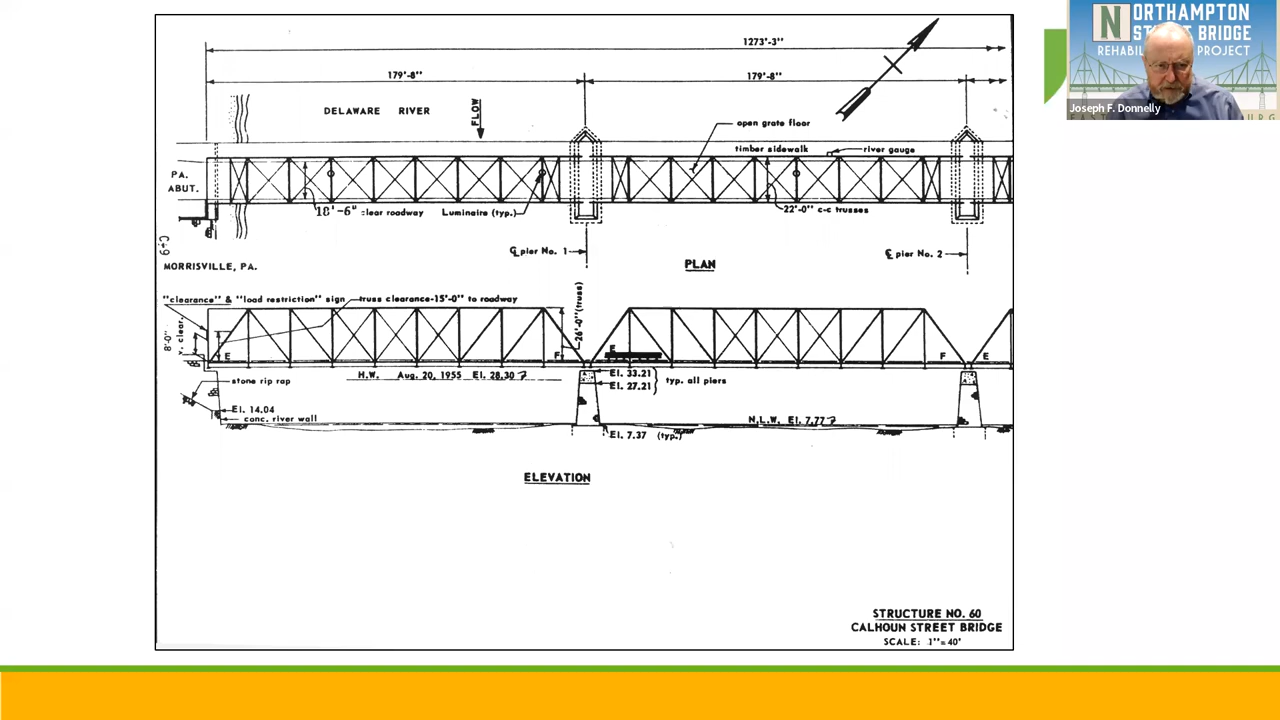 1273'-3"
179'-8"
179'-8"
DELAWARE RIVER
FLOW
open grate floor
timber sidewalk
river gauge
PA.
ABUT.
18'-6" clear roadway
Luminaire (typ.)
22'-0" c-c trusses
C-9
℄ pier No. 1
℄ pier No. 2
PLAN
MORRISVILLE, PA.
"clearance" & "load restriction" sign
truss clearance-15'-0" to roadway
26'-0"(truss)
8'-0"
v. clear.
E
F
F
F
E
H.W. Aug. 20, 1955 El. 28.30
El. 33.21
El. 27.21
typ. all piers
stone rip rap
El. 14.04
conc. river wall
N.L.W. El. 7.77
El. 7.37 (typ.)
ELEVATION
STRUCTURE NO. 60
CALHOUN STREET BRIDGE
SCALE: 1"=40'
NORTHAMPTON
BRIDGE
PROJECT
Joseph F. Donnelly